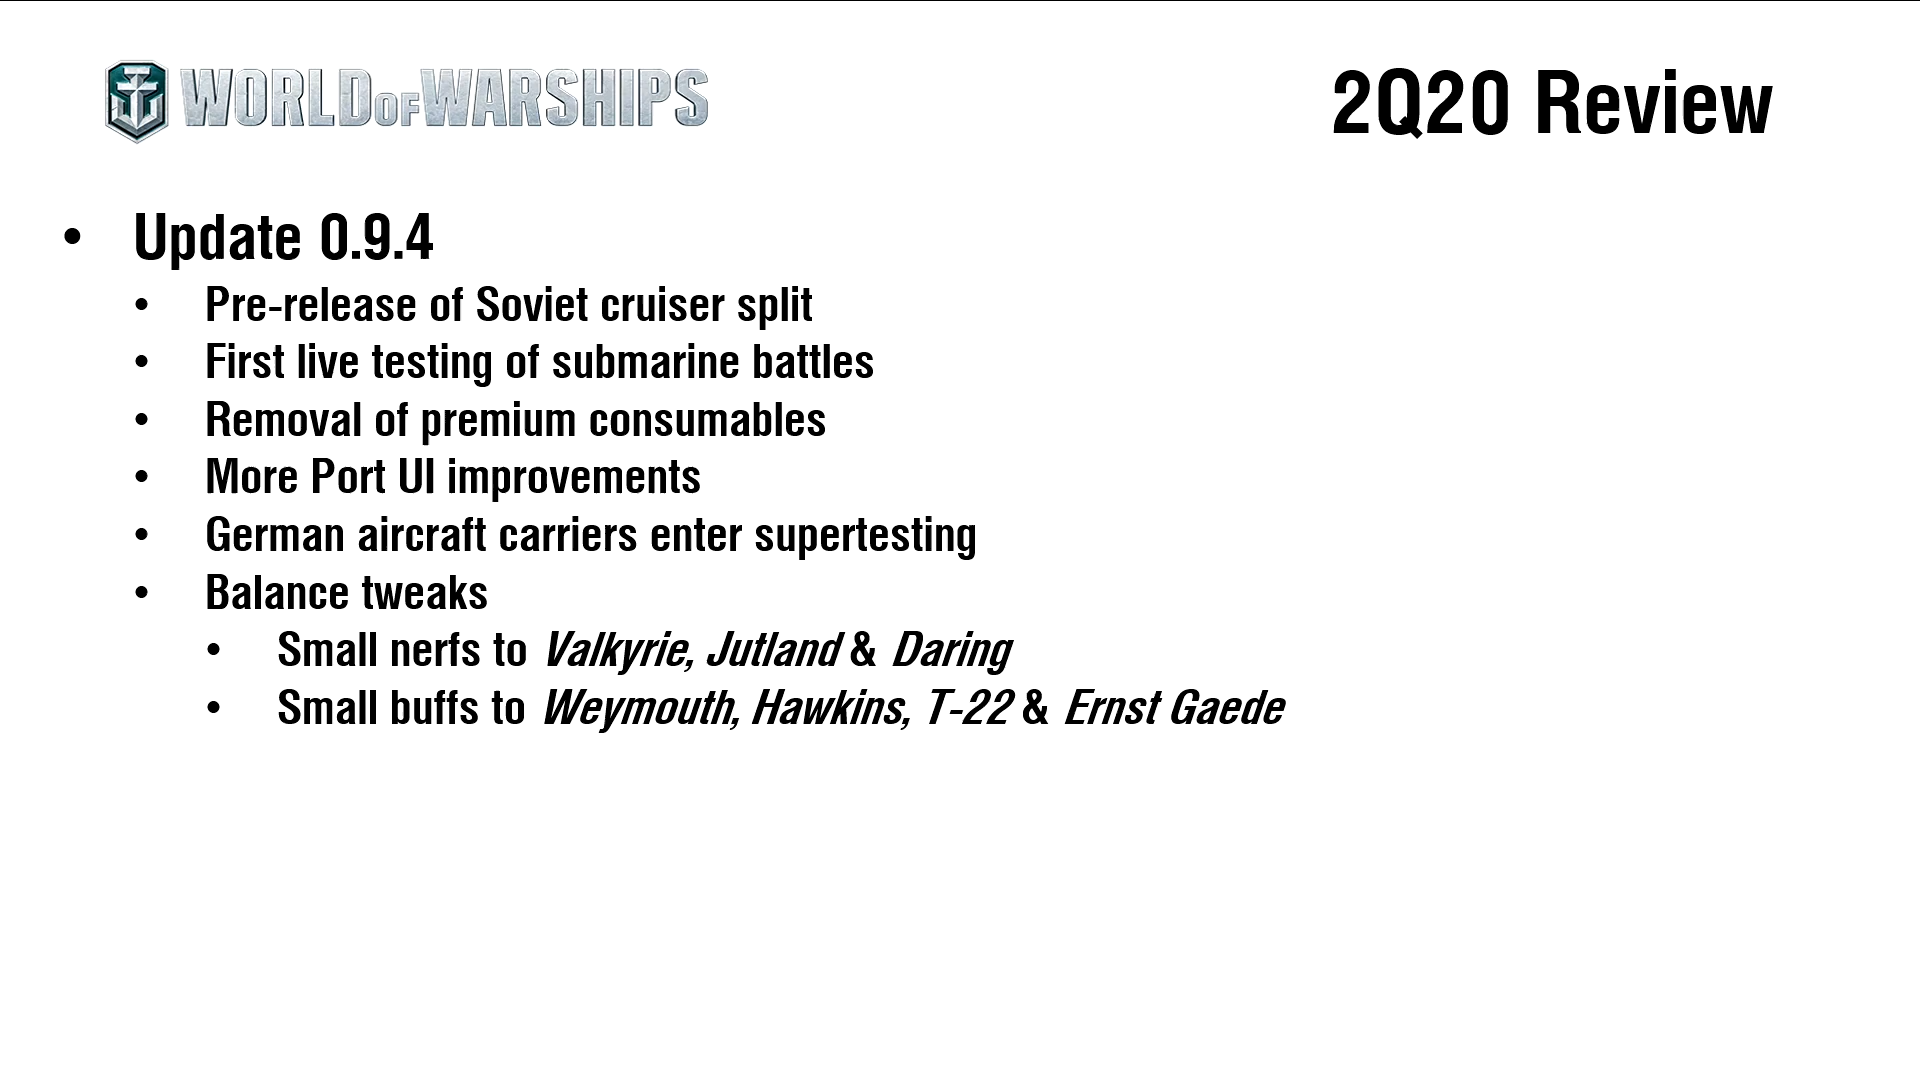 WORLD OF WARSHIPS
2Q20 Review
• Update 0.9.4
• Pre-release of Soviet cruiser split
• First live testing of submarine battles
• Removal of premium consumables
• More Port UI improvements
• German aircraft carriers enter supertesting
• Balance tweaks
• Small nerfs to Valkyrie, Jutland & Daring
• Small buffs to Weymouth, Hawkins, T-22 & Ernst Gaede